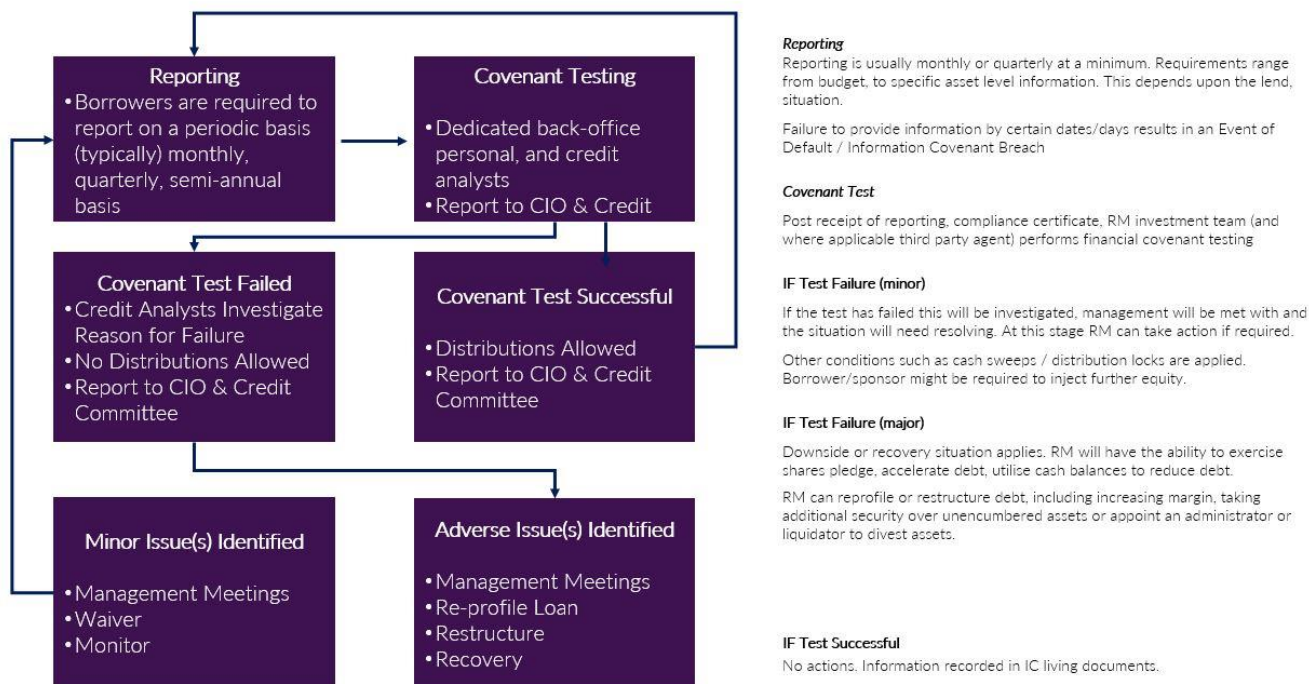 Reporting
•Borrowers are required to
report on a periodic basis
(typically) monthly,
quarterly, semi-annual
basis
Covenant Testing
•Dedicated back-office
personal, and credit
analysts
•Report to CIO & Credit
Covenant Test Failed
•Credit Analysts Investigate
Reason for Failure
•No Distributions Allowed
•Report to CIO & Credit
Committee
Covenant Test Successful
•Distributions Allowed
•Report to CIO & Credit
Committee
Minor Issue(s) Identified
•Management Meetings
•Waiver
•Monitor
Adverse Issue(s) Identified
•Management Meetings
•Re-profile Loan
•Restructure
•Recovery
Reporting
Reporting is usually monthly or quarterly at a minimum. Requirements range
from budget, to specific asset level information. This depends upon the lend,
situation.
Failure to provide information by certain dates/days results in an Event of
Default / Information Covenant Breach
Covenant Test
Post receipt of reporting, compliance certificate, RM investment team (and
where applicable third party agent) performs financial covenant testing
IF Test Failure (minor)
If the test has failed this will be investigated, management will be met with and
the situation will need resolving. At this stage RM can take action if required.
Other conditions such as cash sweeps / distribution locks are applied.
Borrower/sponsor might be required to inject further equity.
IF Test Failure (major)
Downside or recovery situation applies. RM will have the ability to exercise
shares pledge, accelerate debt, utilise cash balances to reduce debt.
RM can reprofile or restructure debt, including increasing margin, taking
additional security over unencumbered assets or appoint an administrator or
liquidator to divest assets.
IF Test Successful
No actions. Information recorded in IC living documents.